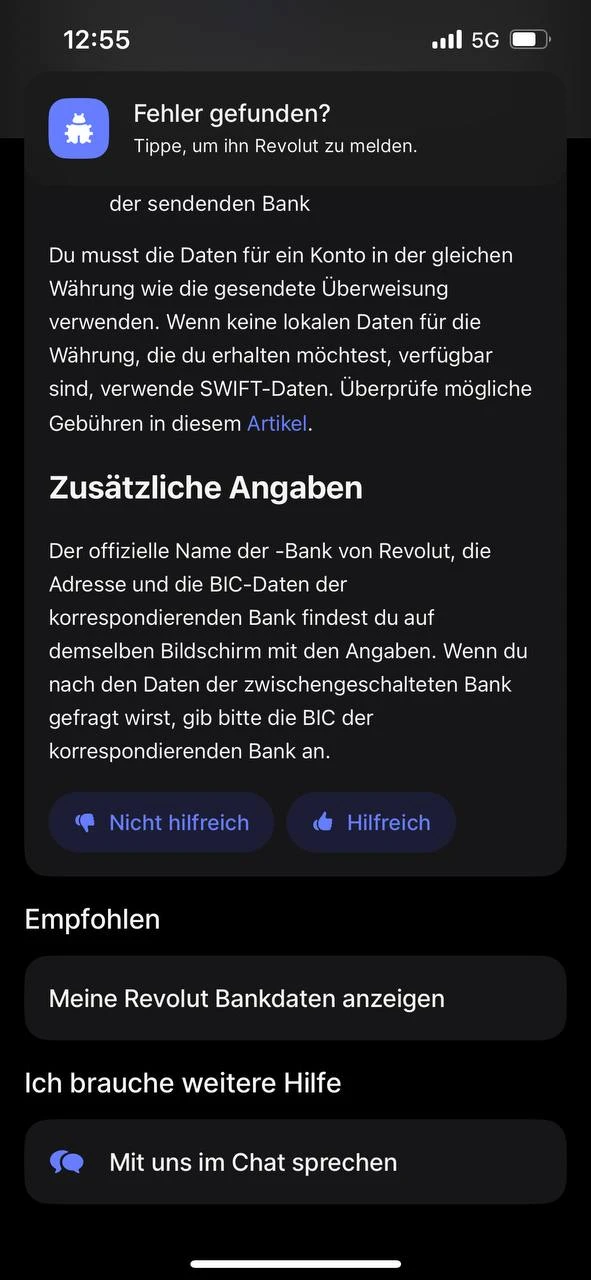 12:55
5G
Fehler gefunden?
Tippe, um ihn Revolut zu melden.
der sendenden Bank
Du musst die Daten für ein Konto in der gleichen
Währung wie die gesendete Überweisung
verwenden. Wenn keine lokalen Daten für die
Währung, die du erhalten möchtest, verfügbar
sind, verwende SWIFT-Daten. Überprüfe mögliche
Gebühren in diesem Artikel.
Zusätzliche Angaben
Der offizielle Name der -Bank von Revolut, die
Adresse und die BIC-Daten der
korrespondierenden Bank findest du auf
demselben Bildschirm mit den Angaben. Wenn du
nach den Daten der zwischengeschalteten Bank
gefragt wirst, gib bitte die BIC der
korrespondierenden Bank an.
Nicht hilfreich
Hilfreich
Empfohlen
Meine Revolut Bankdaten anzeigen
Ich brauche weitere Hilfe
Mit uns im Chat sprechen